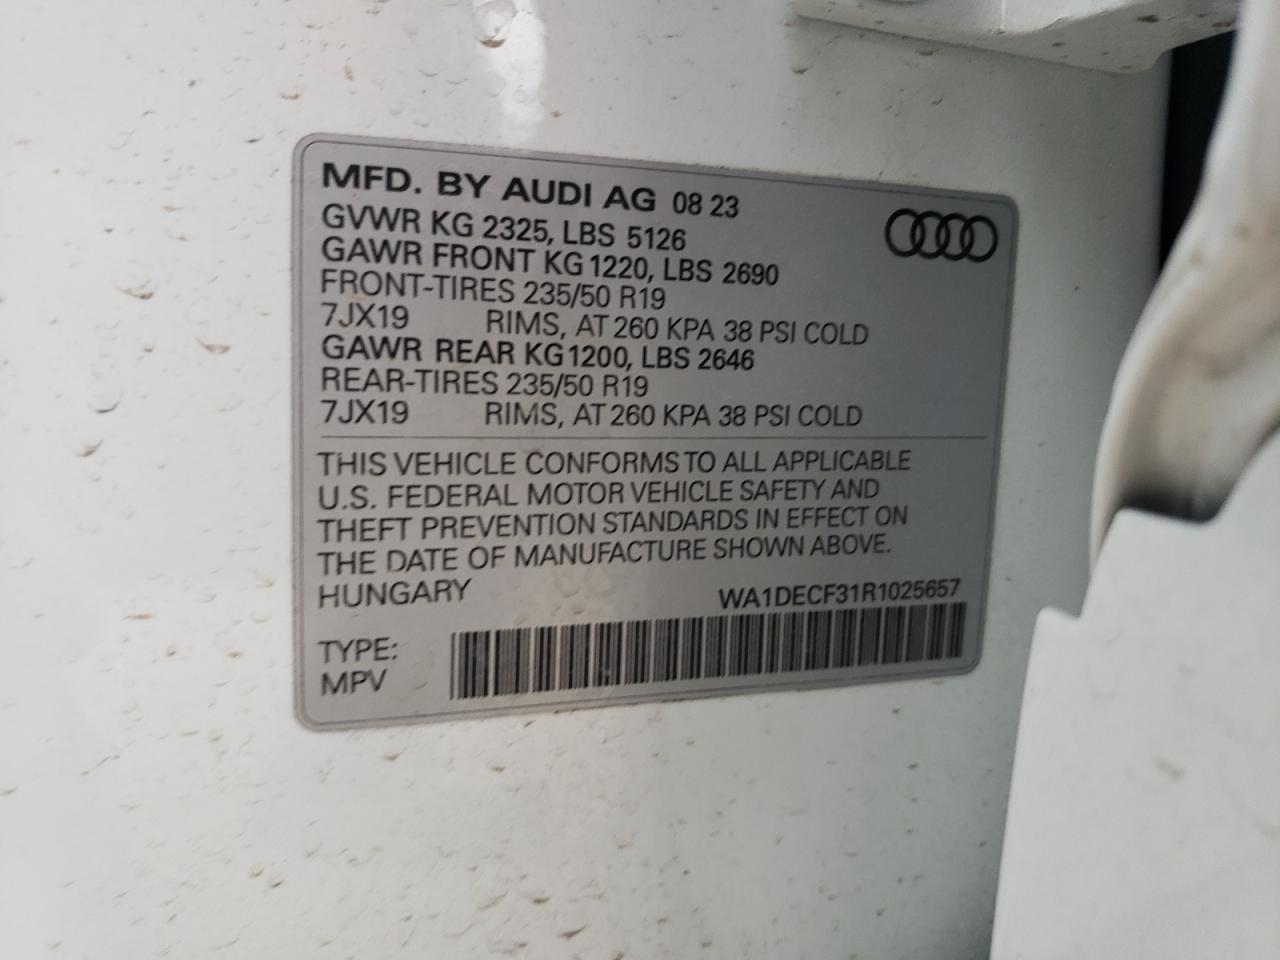 MFD. BY AUDI AG 08 23
GVWR KG 2325, LBS 5126
GAWR FRONT KG 1220, LBS 2690
FRONT-TIRES 235/50 R19
7JX19 RIMS, AT 260 KPA 38 PSI COLD
GAWR REAR KG 1200, LBS 2646
REAR-TIRES 235/50 R19
7JX19 RIMS, AT 260 KPA 38 PSI COLD
THIS VEHICLE CONFORMS TO ALL APPLICABLE
U.S. FEDERAL MOTOR VEHICLE SAFETY AND
THEFT PREVENTION STANDARDS IN EFFECT ON
THE DATE OF MANUFACTURE SHOWN ABOVE.
HUNGARY WA1DECF31R1025657
TYPE:
MPV